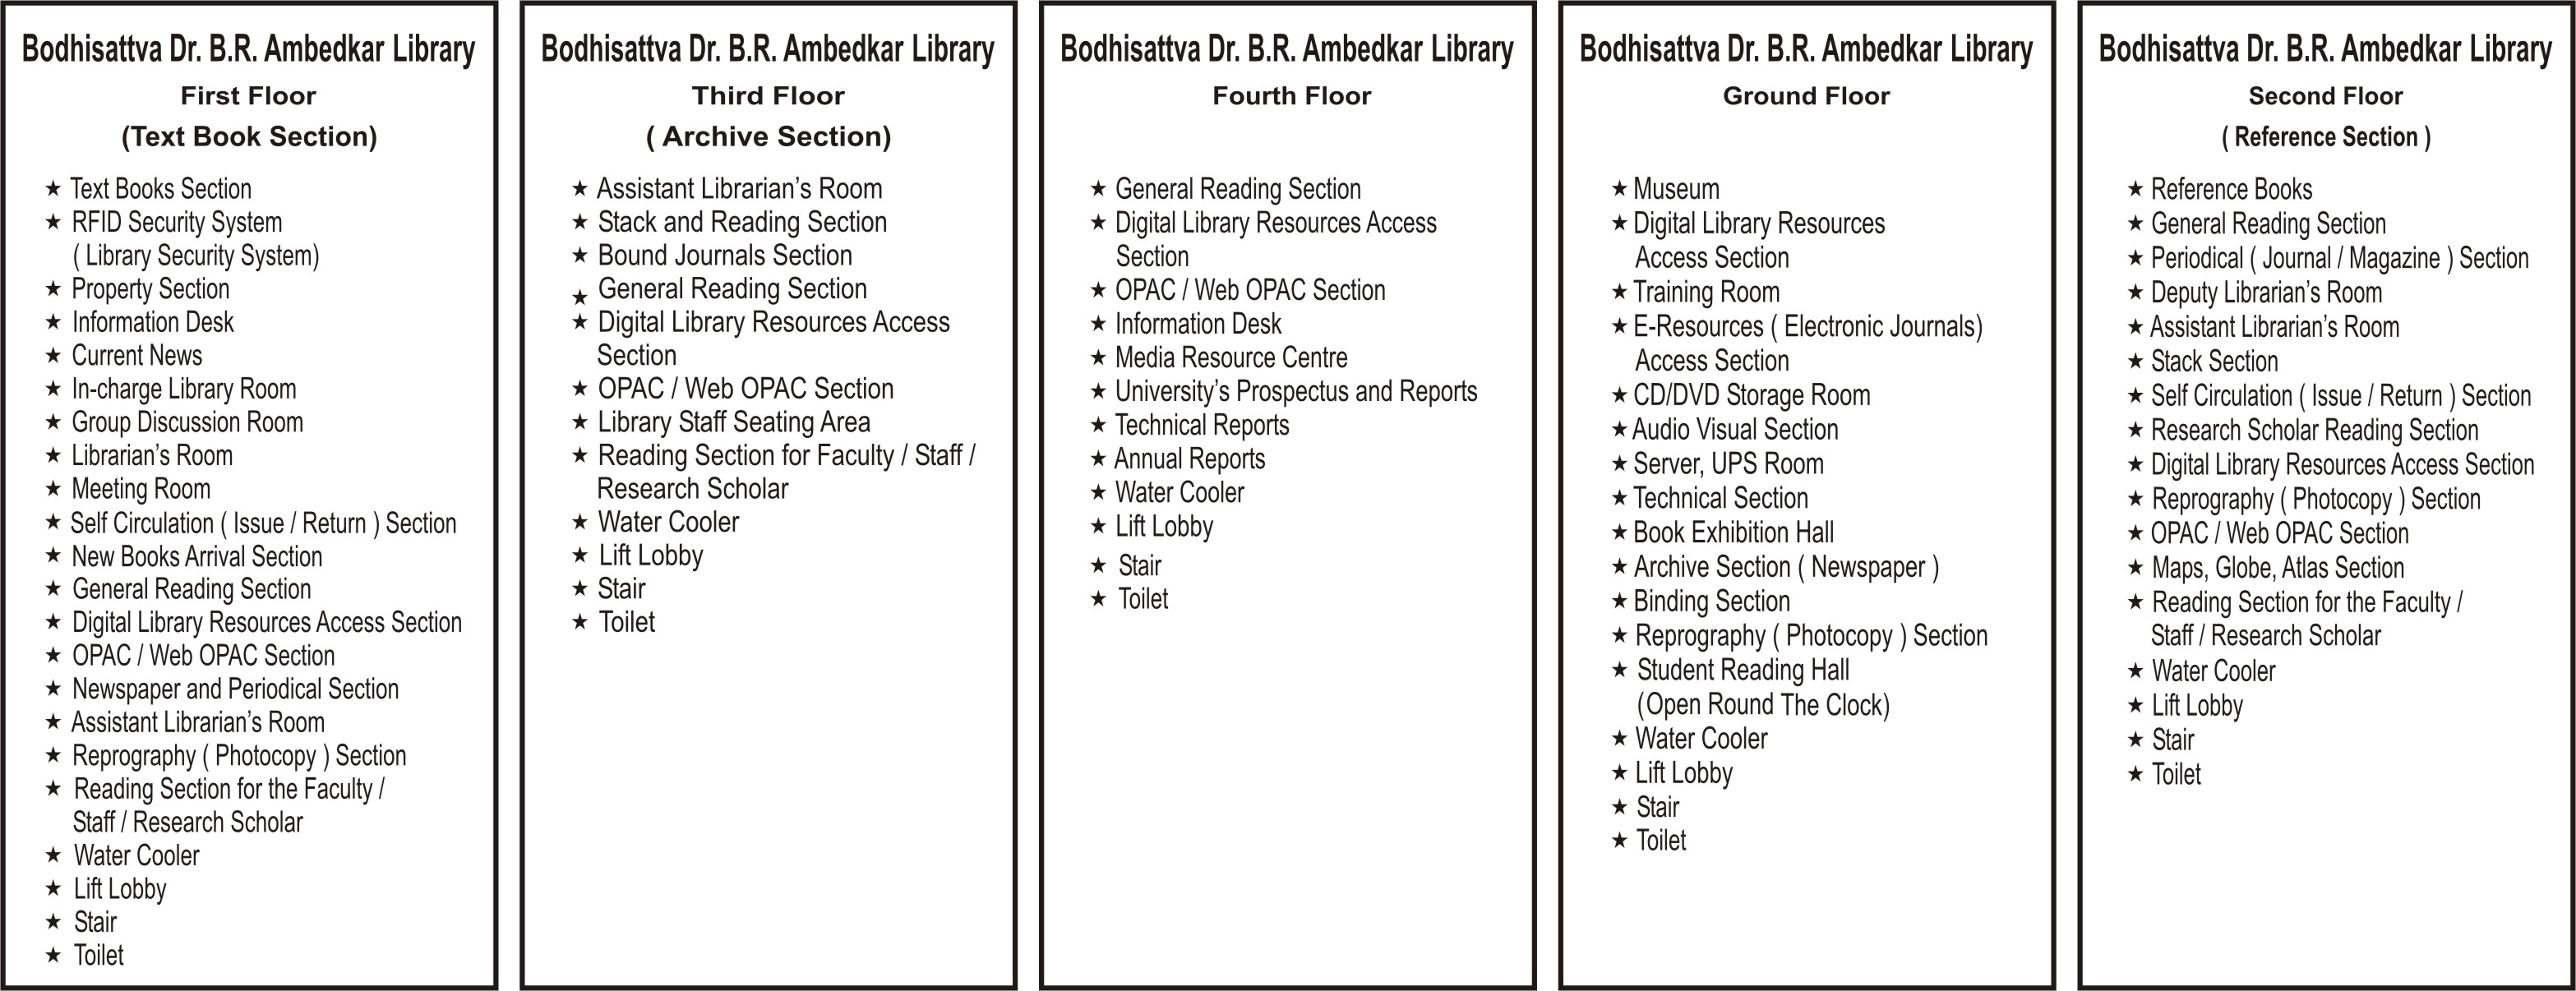 Bodhisattva Dr. B.R. Ambedkar Library
First Floor
(Text Book Section)
★ Text Books Section
★ RFID Security System
( Library Security System)
★ Property Section
★ Information Desk
★ Current News
★ In-charge Library Room
★ Group Discussion Room
★ Librarian’s Room
★ Meeting Room
★ Self Circulation ( Issue / Return ) Section
★ New Books Arrival Section
★ General Reading Section
★ Digital Library Resources Access Section
★ OPAC / Web OPAC Section
★ Newspaper and Periodical Section
★ Assistant Librarian’s Room
★ Reprography ( Photocopy ) Section
★ Reading Section for the Faculty /
Staff / Research Scholar
★ Water Cooler
★ Lift Lobby
★ Stair
★ Toilet
Bodhisattva Dr. B.R. Ambedkar Library
Third Floor
( Archive Section)
★ Assistant Librarian’s Room
★ Stack and Reading Section
★ Bound Journals Section
★ General Reading Section
★ Digital Library Resources Access
Section
★ OPAC / Web OPAC Section
★ Library Staff Seating Area
★ Reading Section for Faculty / Staff /
Research Scholar
★ Water Cooler
★ Lift Lobby
★ Stair
★ Toilet
Bodhisattva Dr. B.R. Ambedkar Library
Fourth Floor
★ General Reading Section
★ Digital Library Resources Access
Section
★ OPAC / Web OPAC Section
★ Information Desk
★ Media Resource Centre
★ University’s Prospectus and Reports
★ Technical Reports
★ Annual Reports
★ Water Cooler
★ Lift Lobby
★ Stair
★ Toilet
Bodhisattva Dr. B.R. Ambedkar Library
Ground Floor
★ Museum
★ Digital Library Resources
Access Section
★ Training Room
★ E-Resources ( Electronic Journals)
Access Section
★ CD/DVD Storage Room
★ Audio Visual Section
★ Server, UPS Room
★ Technical Section
★ Book Exhibition Hall
★ Archive Section ( Newspaper )
★ Binding Section
★ Reprography ( Photocopy ) Section
★ Student Reading Hall
(Open Round The Clock)
★ Water Cooler
★ Lift Lobby
★ Stair
★ Toilet
Bodhisattva Dr. B.R. Ambedkar Library
Second Floor
( Reference Section )
★ Reference Books
★ General Reading Section
★ Periodical ( Journal / Magazine ) Section
★ Deputy Librarian’s Room
★ Assistant Librarian’s Room
★ Stack Section
★ Self Circulation ( Issue / Return ) Section
★ Research Scholar Reading Section
★ Digital Library Resources Access Section
★ Reprography ( Photocopy ) Section
★ OPAC / Web OPAC Section
★ Maps, Globe, Atlas Section
★ Reading Section for the Faculty /
Staff / Research Scholar
★ Water Cooler
★ Lift Lobby
★ Stair
★ Toilet